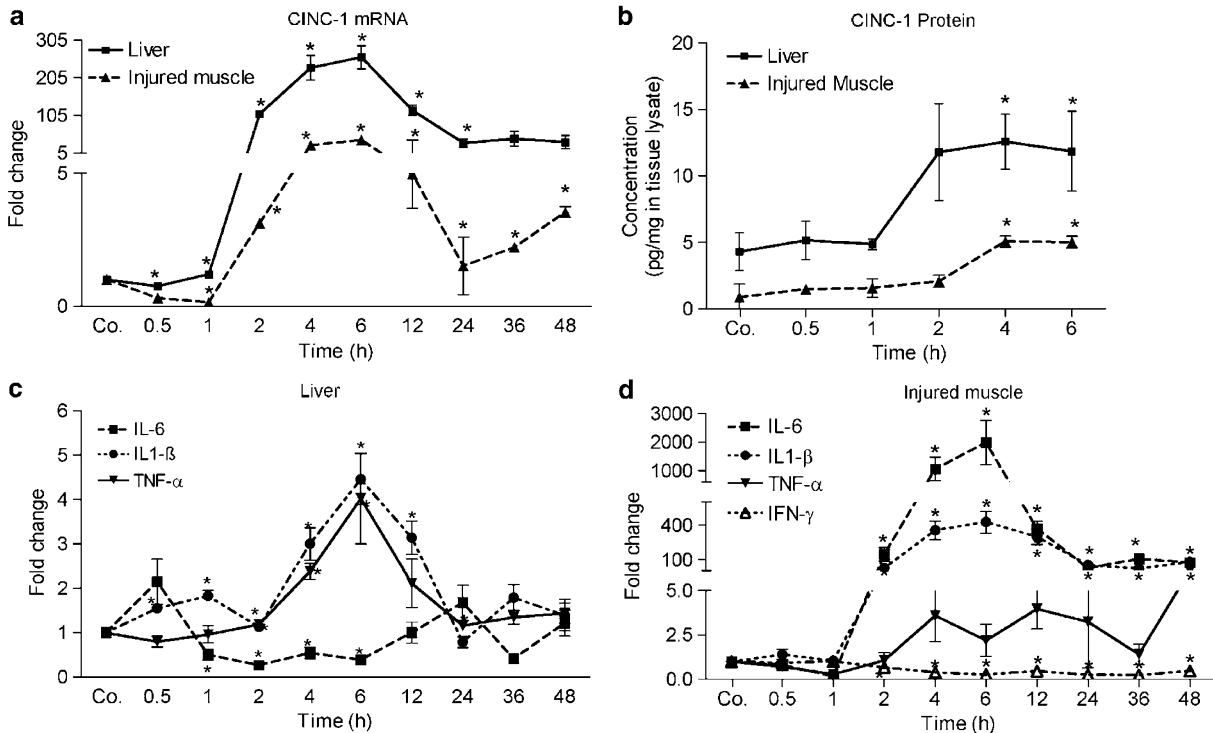 a
CINC-1 mRNA
305
205
105
5
5
0
Fold change
Liver
Injured muscle
* * * * * * * *
* * * * * * * *
Co. 0.5 1 2 4 6 12 24 36 48
Time (h)
b
CINC-1 Protein
20
15
10
5
0
Concentration
(pg/mg in tissue lysate)
Liver
Injured Muscle
* *
* *
Co. 0.5 1 2 4 6
Time (h)
c
Liver
6
5
4
3
2
1
0
Fold change
IL-6
IL1-ß
TNF-α
Co. 0.5 1 2 4 6 12 24 36 48
Time (h)
d
Injured muscle
3000
2000
1000
400
100
5.0
2.5
0.0
Fold change
IL-6
IL1-β
TNF-α
IFN-γ
Co. 0.5 1 2 4 6 12 24 36 48
Time (h)